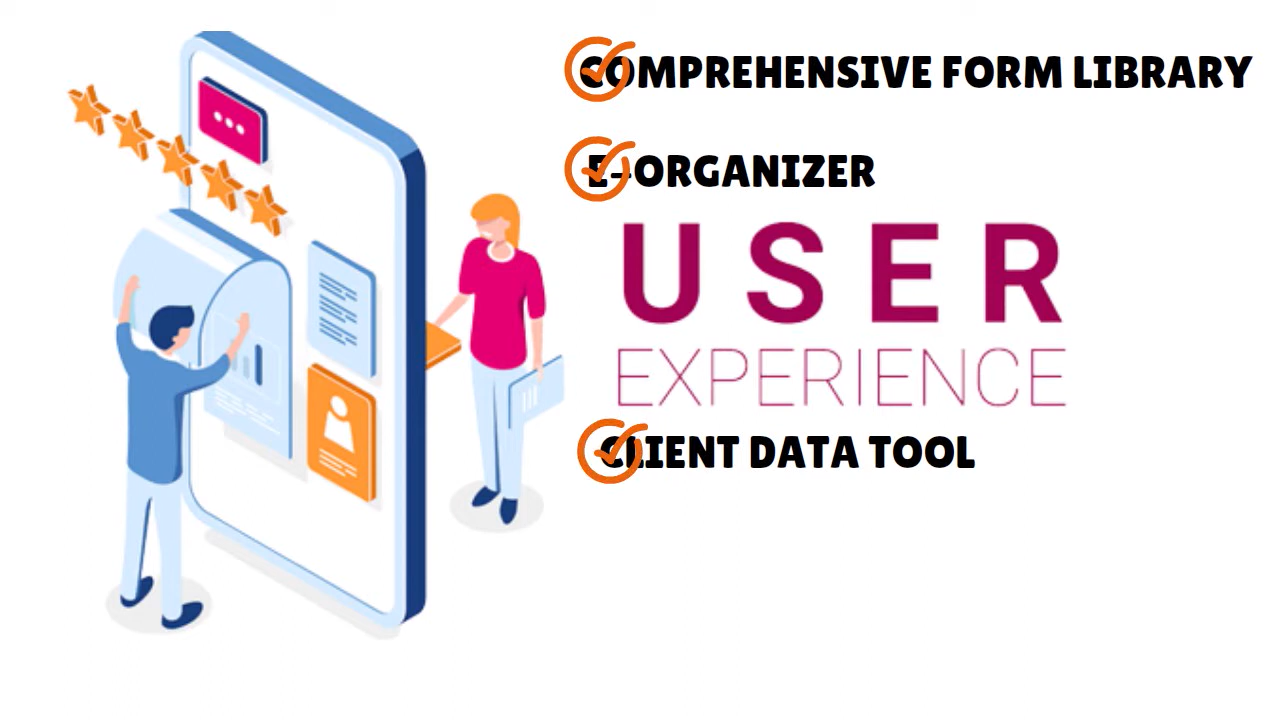 COMPREHENSIVE FORM LIBRARY
E-ORGANIZER
USER
EXPERIENCE
CLIENT DATA TOOL